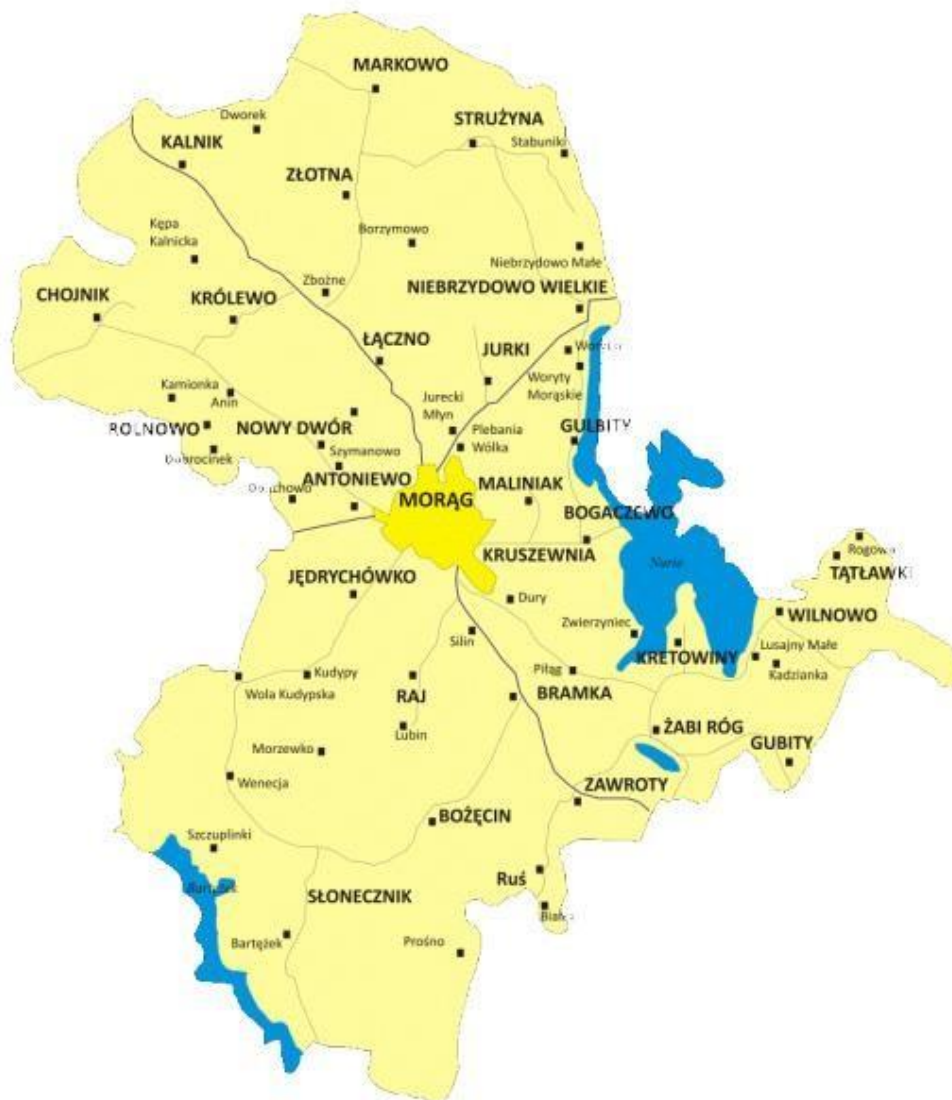 MARKOWO
Dworek
STRUŻYNA
KALNIK
Stabuniki
ZŁOTNA
Kępa
Kalnicka
Borzymowo
Niebrzydowo Małe
Zbożne
NIEBRZYDOWO WIELKIE
CHOJNIK
KRÓLEWO
ŁĄCZNO
JURKI
Woryty
Morąskie
Kamionka
Anin
Jurecki
Młyn
GULBITY
ROLNOWO
NOWY DWÓR
Plebania
Wólka
Dobrocinek
Szymanowo
ANTONIEWO
MALINIAK
MORĄG
BOGACZEWO
KRUSZEWNIA
Narie
Rogowo
TĄTŁAWKI
JĘDRYCHÓWKO
Dury
WILNOWO
Zwierzyniec
Silin
KRETOWINY
Lusajny Małe
Kadzianka
Kudypy
Wola Kudypska
RAJ
Piłąg
BRAMKA
Lubin
ŻABI RÓG
GUBITY
Morzewko
Wenecja
ZAWROTY
BOŻĘCIN
Szczuplinki
Ruś
SŁONECZNIK
Bartężek
Prośno